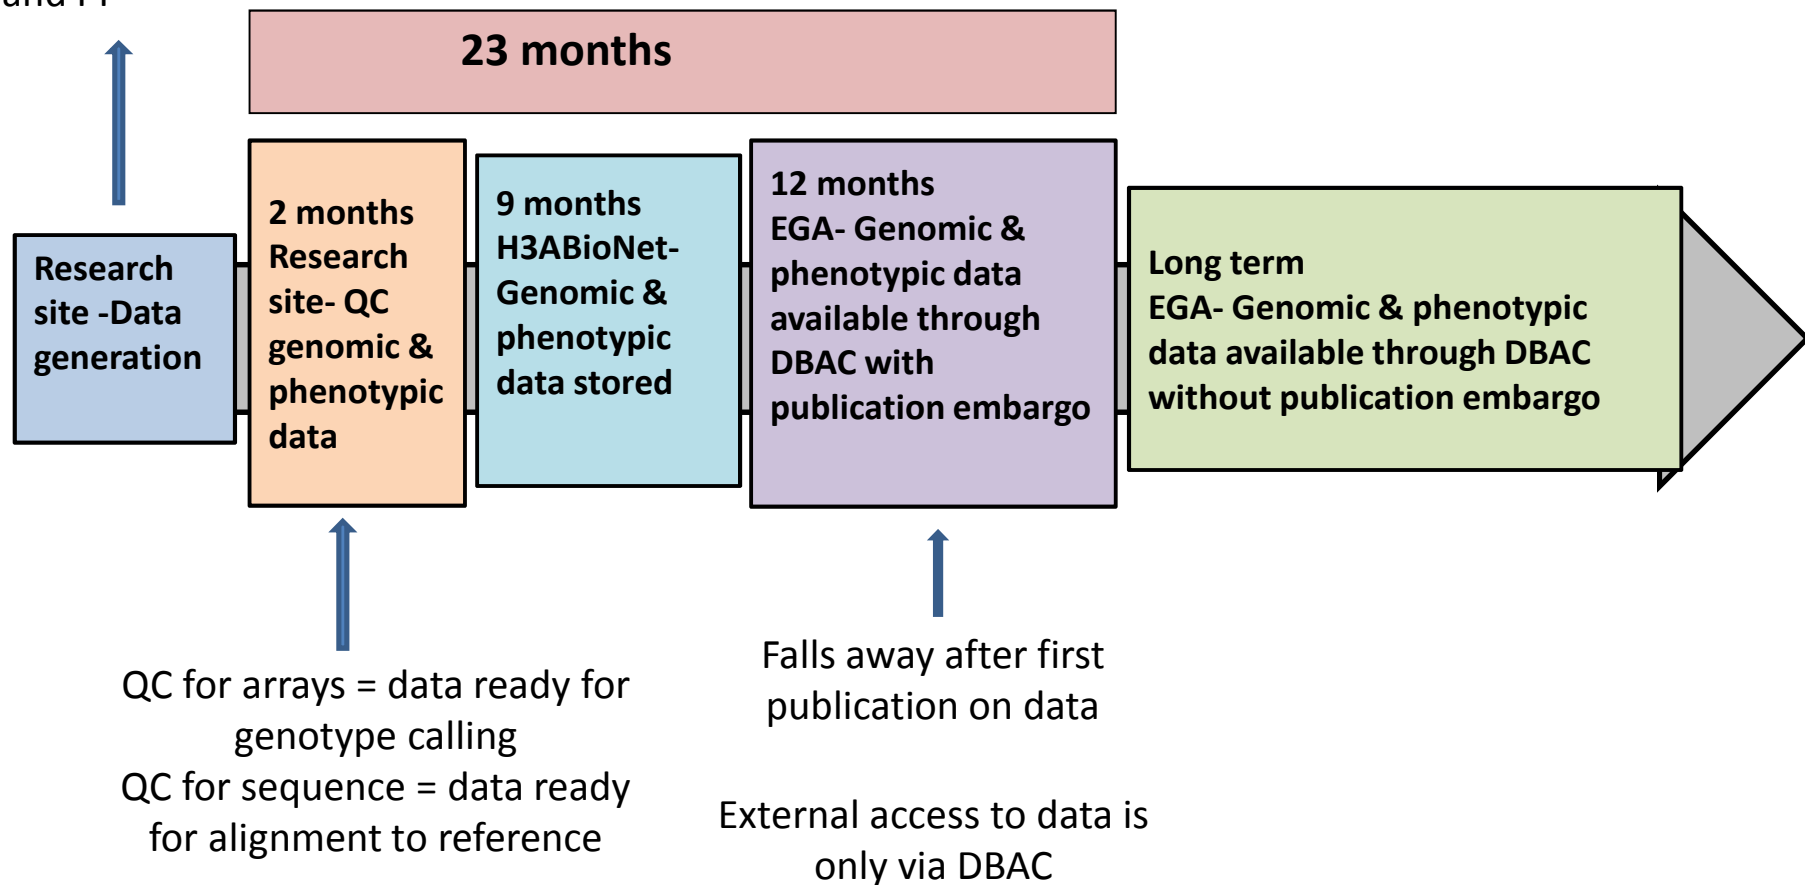 23 months
Research
site -Data
generation
2 months
Research
site- QC
genomic &
phenotypic
data
9 months
H3ABioNet-
Genomic &
phenotypic
data stored
12 months
EGA- Genomic &
phenotypic data
available through
DBAC with
publication embargo
Long term
EGA- Genomic & phenotypic
data available through DBAC
without publication embargo
QC for arrays = data ready for
genotype calling
QC for sequence = data ready
for alignment to reference
Falls away after first
publication on data
External access to data is
only via DBAC